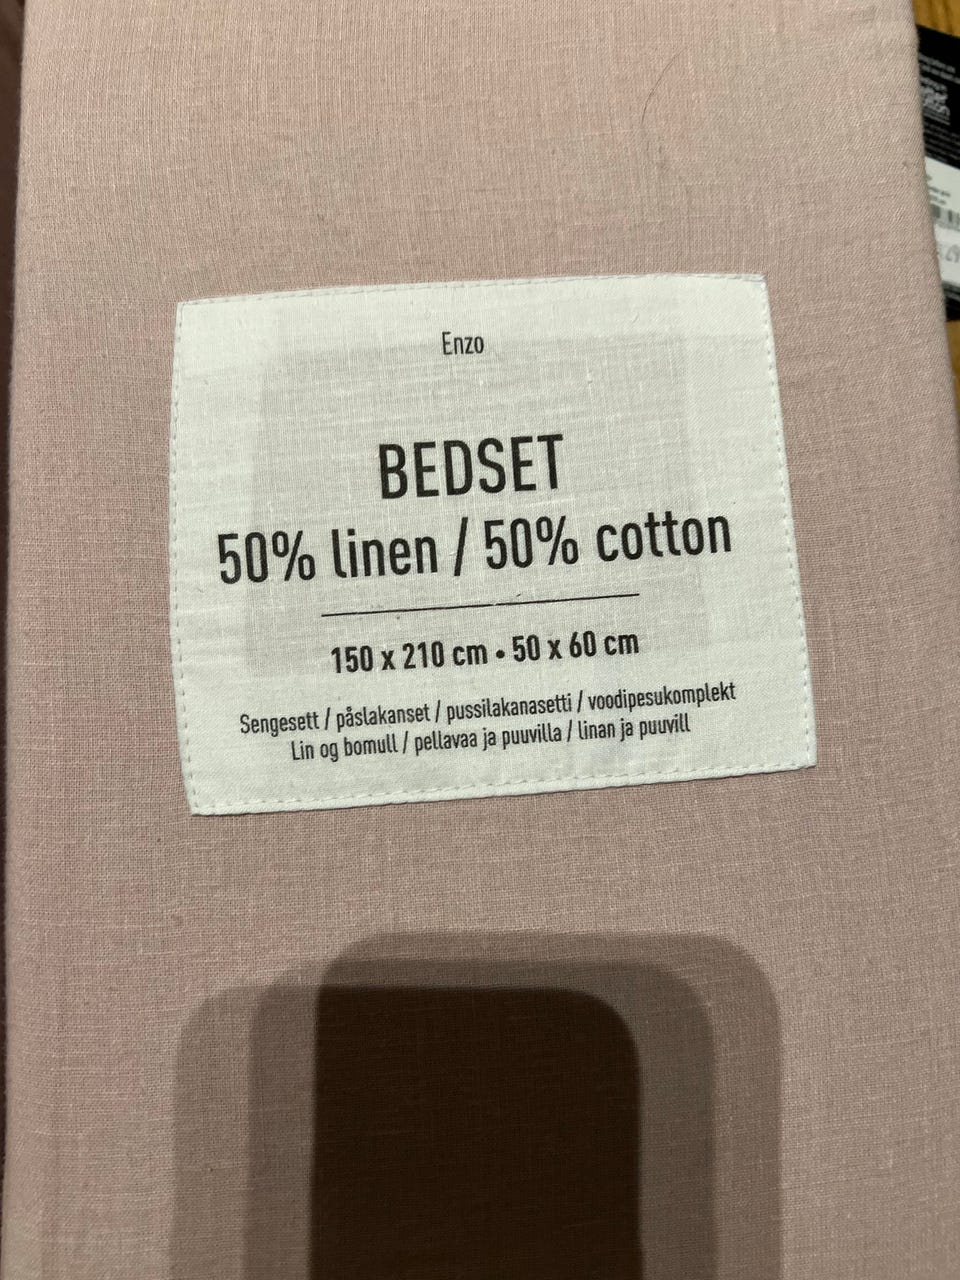 Enzo
BEDSET
50% linen / 50% cotton
150 x 210 cm • 50 x 60 cm
Sengesett / påslakanset / pussilakanasetti / voodipesukomplekt
Lin og bomull / pellavaa ja puuvilla / linan ja puuvill